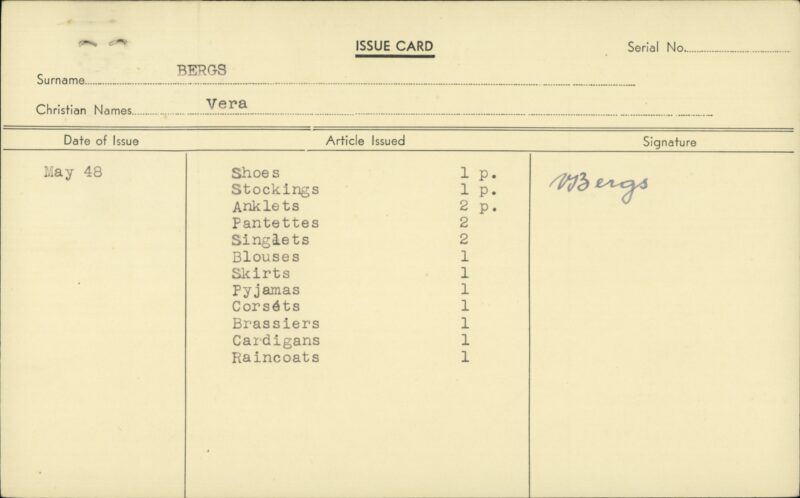 ISSUE CARD
Serial No.
Surname BERGS
Christian Names Vera
Date of Issue Article Issued Signature
May 48 Shoes 1 p. VBergs
Stockings 1 p.
Anklets 2 p.
Pantettes 2
Singlets 2
Blouses 1
Skirts 1
Pyjamas 1
Corsets 1
Brassiers 1
Cardigans 1
Raincoats 1